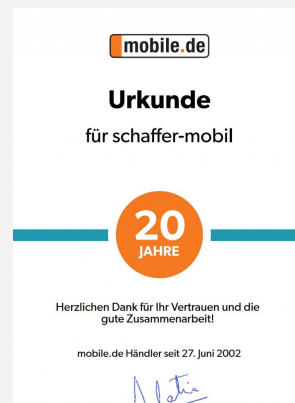 mobile.de
Urkunde
für schaffer-mobil
20
JAHRE
Herzlichen Dank für Ihr Vertrauen und die
gute Zusammenarbeit!
mobile.de Händler seit 27. Juni 2002